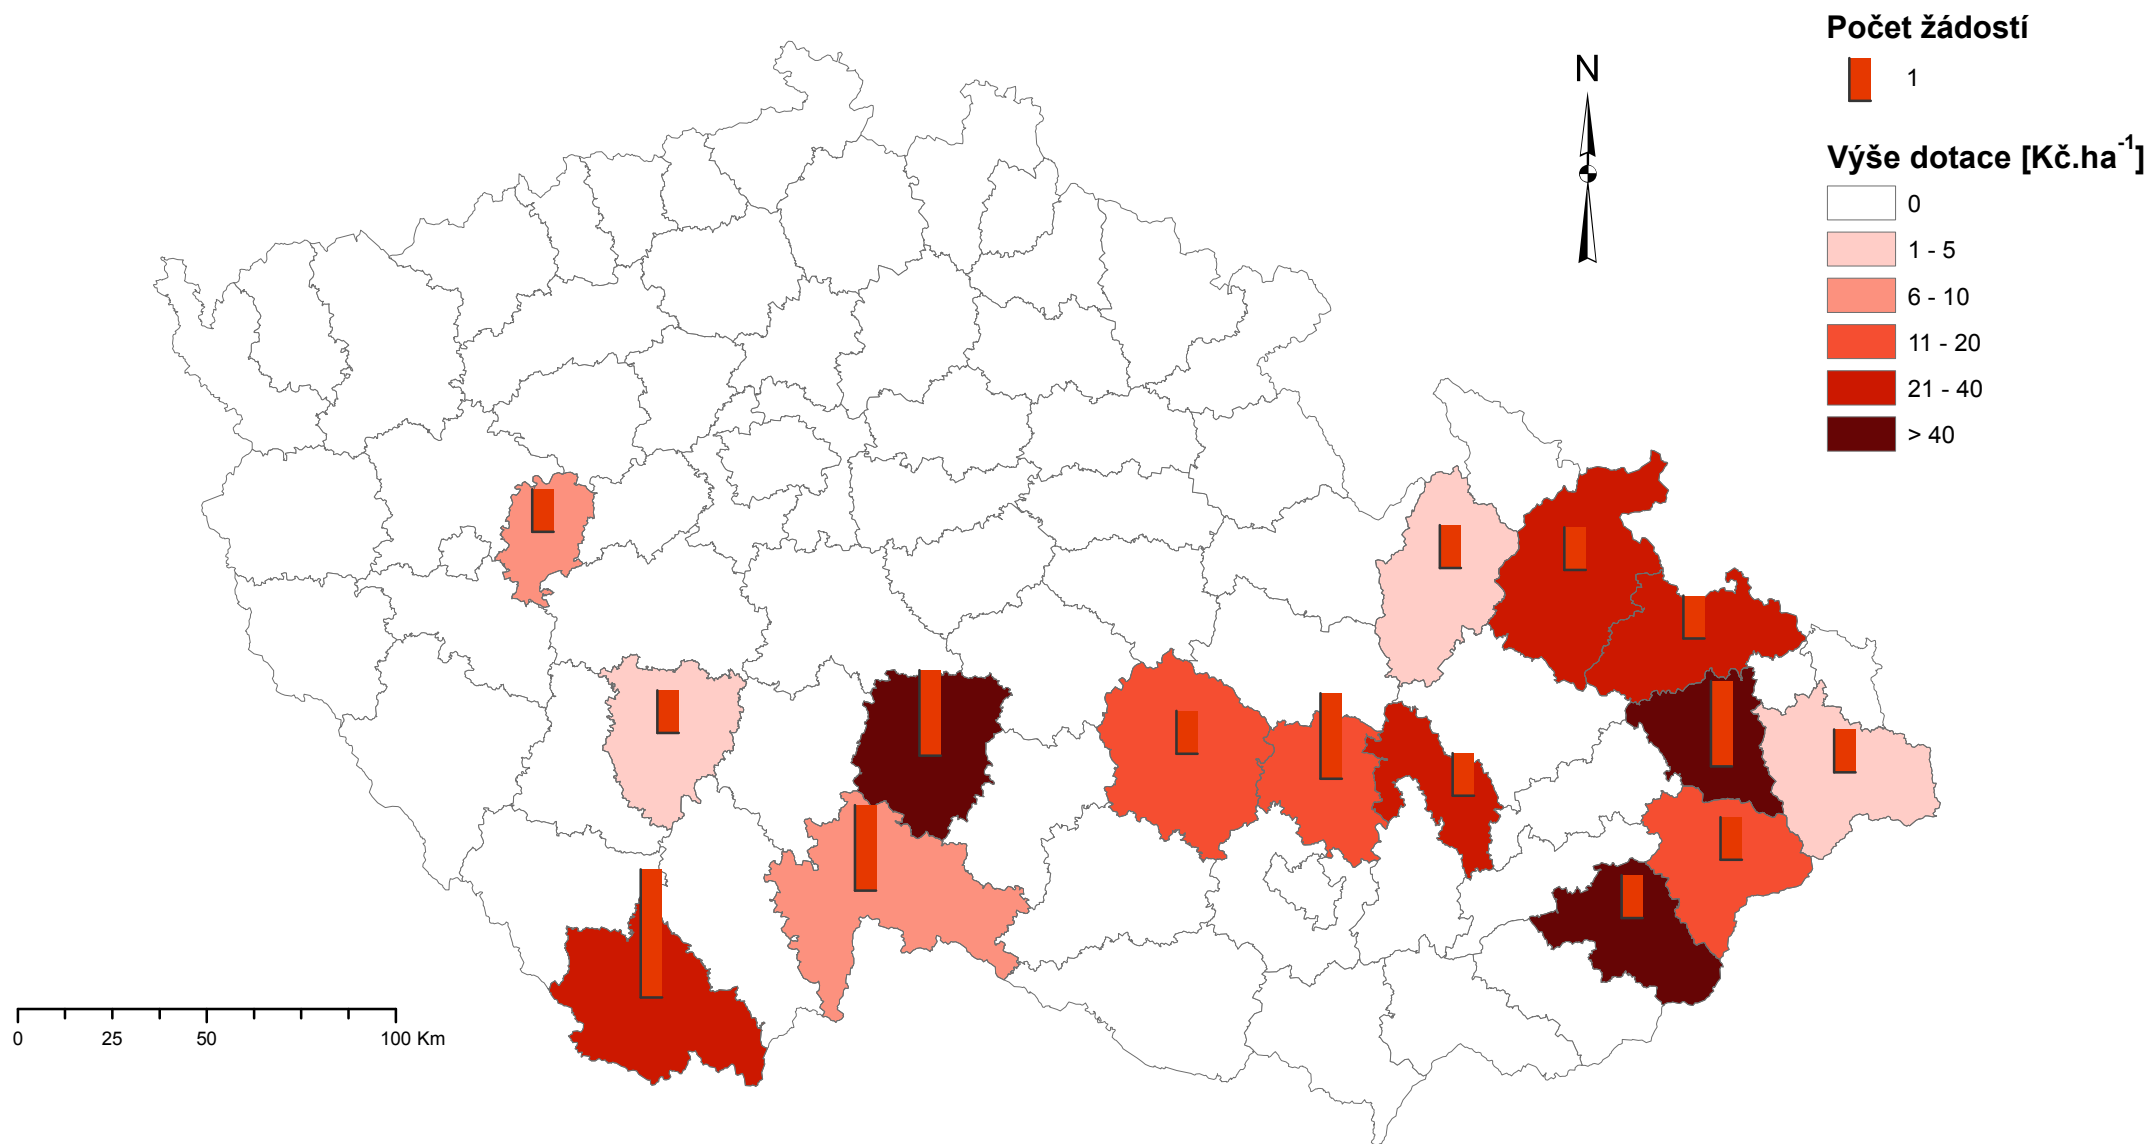 Počet žádostí
1
N
Výše dotace [Kč.ha⁻¹]
0
1 - 5
6 - 10
11 - 20
21 - 40
> 40
0 25 50 100 Km